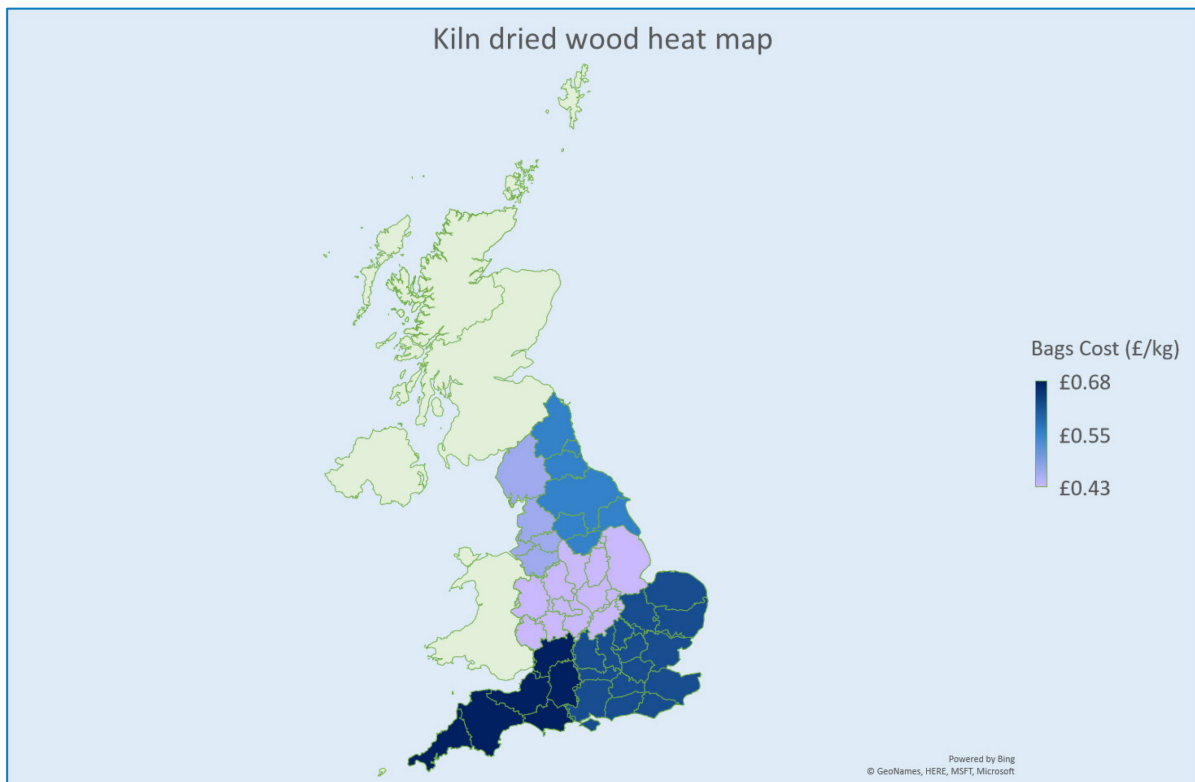 Kiln dried wood heat map
Bags Cost (£/kg)
£0.68
£0.55
£0.43
Powered by Bing
© GeoNames, HERE, MSFT, Microsoft